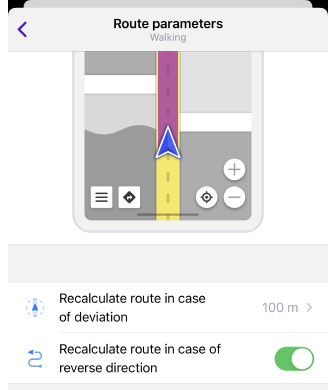 Route parameters
Walking
Recalculate route in case
of deviation
100 m
Recalculate route in case of
reverse direction